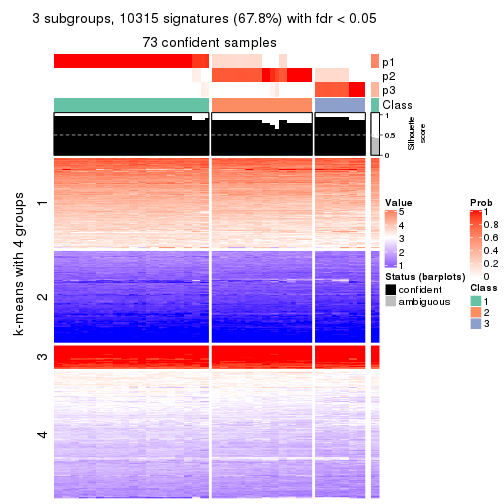 3 subgroups, 10315 signatures (67.8%) with fdr < 0.05
73 confident samples
p1
p2
p3
Class
1
0.5
0
Silhouette
score
k-means with 4 groups
1
2
3
4
Value
5
4
3
2
1
Status (barplots)
confident
ambiguous
Prob
1
0.8
0.6
0.4
0.2
0
Class
1
2
3